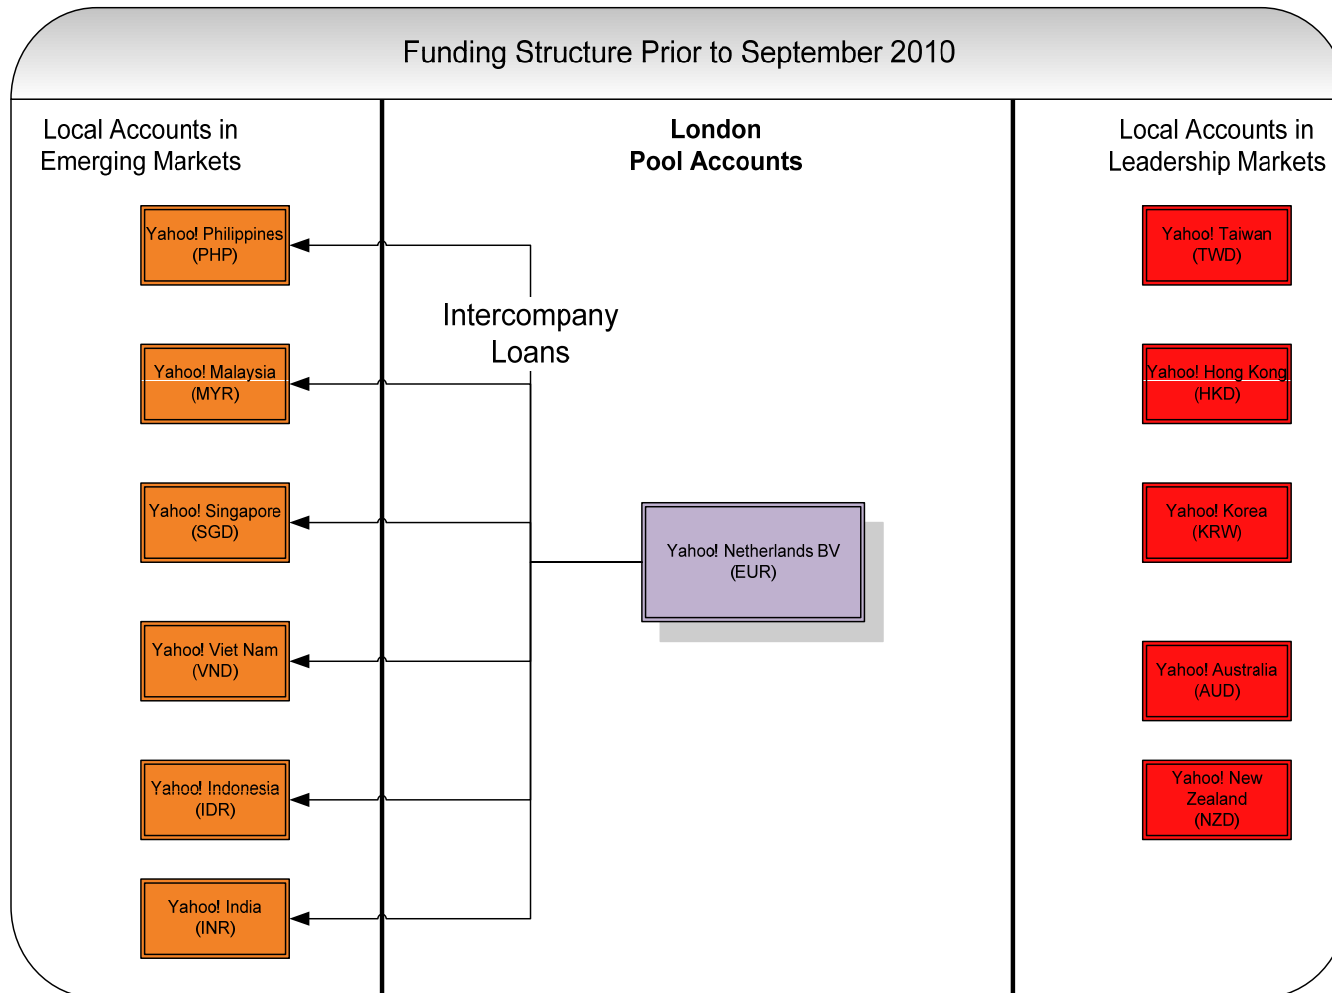 Funding Structure Prior to September 2010
Local Accounts in
Emerging Markets
London
Pool Accounts
Local Accounts in
Leadership Markets
Yahoo! Philippines
(PHP)
Yahoo! Malaysia
(MYR)
Yahoo! Singapore
(SGD)
Yahoo! Viet Nam
(VND)
Yahoo! Indonesia
(IDR)
Yahoo! India
(INR)
Intercompany
Loans
Yahoo! Netherlands BV
(EUR)
Yahoo! Taiwan
(TWD)
Yahoo! Hong Kong
(HKD)
Yahoo! Korea
(KRW)
Yahoo! Australia
(AUD)
Yahoo! New
Zealand
(NZD)